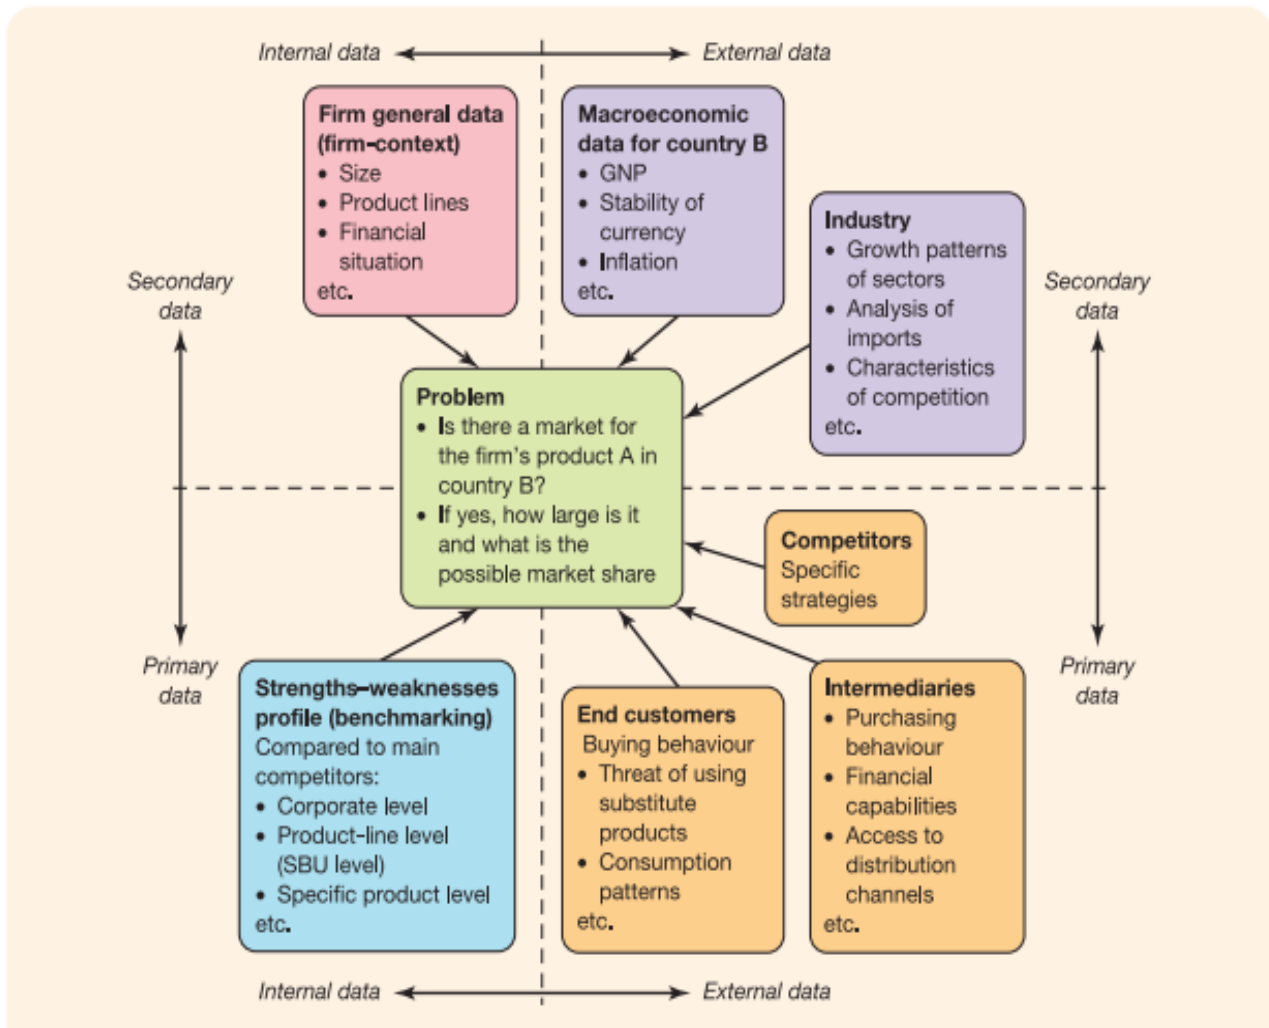 Internal data
External data
Firm general data
(firm-context)
• Size
• Product lines
• Financial
situation
etc.
Macroeconomic
data for country B
• GNP
• Stability of
currency
• Inflation
etc.
Industry
• Growth patterns
of sectors
• Analysis of
imports
• Characteristics
of competition
etc.
Secondary
data
Secondary
data
Problem
• Is there a market for
the firm's product A in
country B?
• If yes, how large is it
and what is the
possible market share
Competitors
Specific
strategies
Primary
data
Primary
data
Strengths–weaknesses
profile (benchmarking)
Compared to main
competitors:
• Corporate level
• Product-line level
(SBU level)
• Specific product level
etc.
End customers
Buying behaviour
• Threat of using
substitute
products
• Consumption
patterns
etc.
Intermediaries
• Purchasing
behaviour
• Financial
capabilities
• Access to
distribution
channels
etc.
Internal data
External data